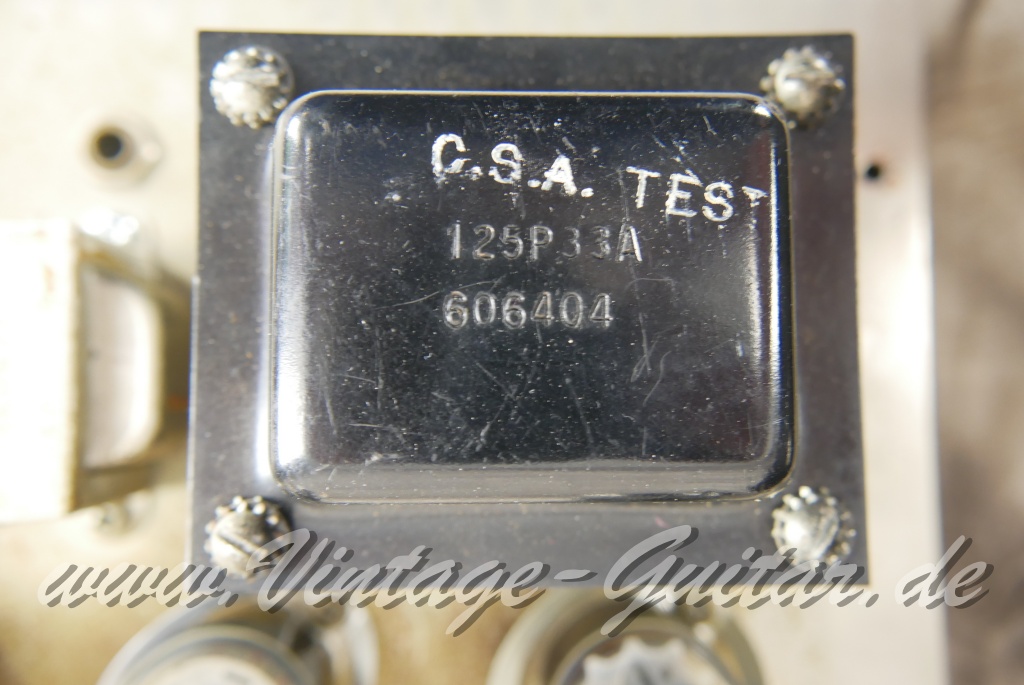 C.S.A. TEST
125P33A
606404
www.Vintage-Guitar.de